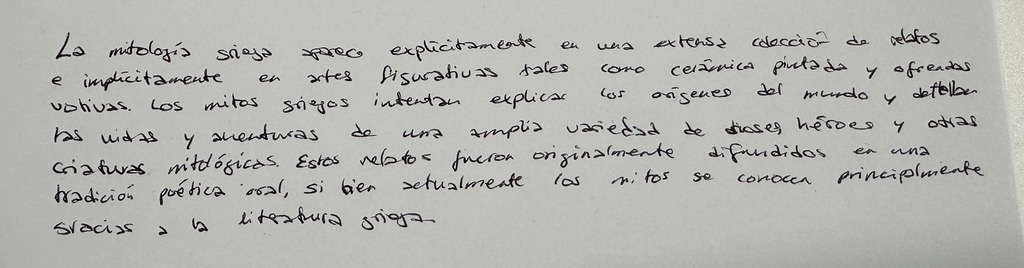 La mitología griega aparece explícitamente en una extensa colección de relatos
e implícitamente en artes figurativas tales como cerámica pintada y ofrendas
votivas. Los mitos griegos intentan explicar los orígenes del mundo y detallan
las vidas y aventuras de una amplia variedad de dioses, héroes y otras
criaturas mitológicas. Estos relatos fueron originalmente difundidos en una
tradición poética oral, si bien actualmente los mitos se conocen principalmente
gracias a la literatura griega.